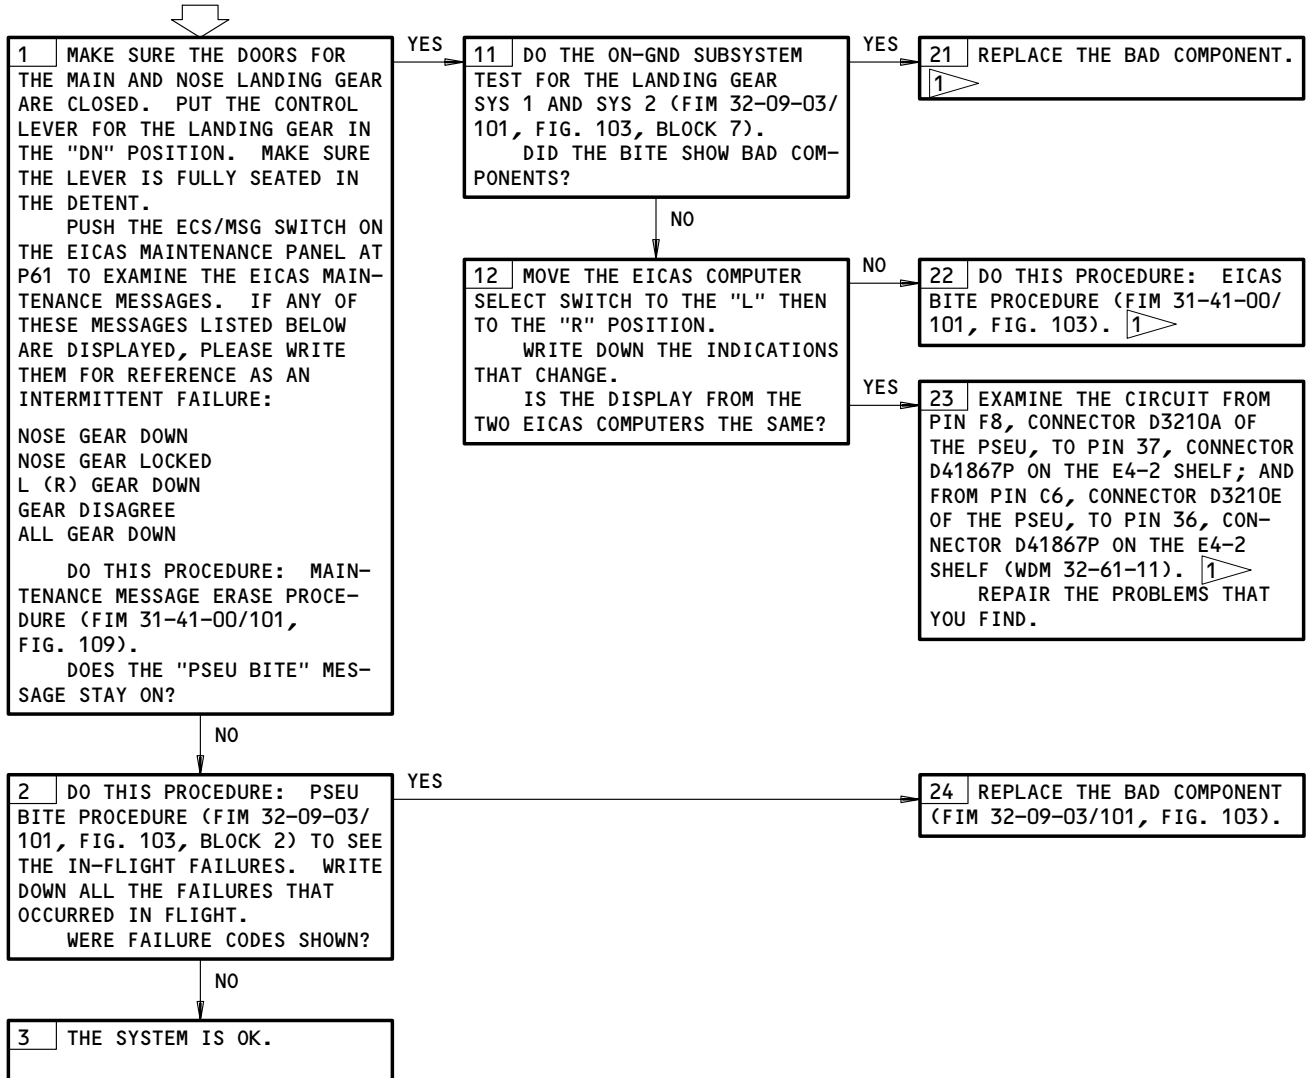 1 MAKE SURE THE DOORS FOR
THE MAIN AND NOSE LANDING GEAR
ARE CLOSED. PUT THE CONTROL
LEVER FOR THE LANDING GEAR IN
THE "DN" POSITION. MAKE SURE
THE LEVER IS FULLY SEATED IN
THE DETENT.
PUSH THE ECS/MSG SWITCH ON
THE EICAS MAINTENANCE PANEL AT
P61 TO EXAMINE THE EICAS MAIN-
TENANCE MESSAGES. IF ANY OF
THESE MESSAGES LISTED BELOW
ARE DISPLAYED, PLEASE WRITE
THEM FOR REFERENCE AS AN
INTERMITTENT FAILURE:
NOSE GEAR DOWN
NOSE GEAR LOCKED
L (R) GEAR DOWN
GEAR DISAGREE
ALL GEAR DOWN
DO THIS PROCEDURE: MAIN-
TENANCE MESSAGE ERASE PROCE-
DURE (FIM 31-41-00/101,
FIG. 109).
DOES THE "PSEU BITE" MES-
SAGE STAY ON?
YES
11 DO THE ON-GND SUBSYSTEM
TEST FOR THE LANDING GEAR
SYS 1 AND SYS 2 (FIM 32-09-03/
101, FIG. 103, BLOCK 7).
DID THE BITE SHOW BAD COM-
PONENTS?
YES
21 REPLACE THE BAD COMPONENT.
1
NO
12 MOVE THE EICAS COMPUTER
SELECT SWITCH TO THE "L" THEN
TO THE "R" POSITION.
WRITE DOWN THE INDICATIONS
THAT CHANGE.
IS THE DISPLAY FROM THE
TWO EICAS COMPUTERS THE SAME?
NO
22 DO THIS PROCEDURE: EICAS
BITE PROCEDURE (FIM 31-41-00/
101, FIG. 103). 1
YES
23 EXAMINE THE CIRCUIT FROM
PIN F8, CONNECTOR D3210A OF
THE PSEU, TO PIN 37, CONNECTOR
D41867P ON THE E4-2 SHELF; AND
FROM PIN C6, CONNECTOR D3210E
OF THE PSEU, TO PIN 36, CON-
NECTOR D41867P ON THE E4-2
SHELF (WDM 32-61-11). 1
REPAIR THE PROBLEMS THAT
YOU FIND.
NO
2 DO THIS PROCEDURE: PSEU
BITE PROCEDURE (FIM 32-09-03/
101, FIG. 103, BLOCK 2) TO SEE
THE IN-FLIGHT FAILURES. WRITE
DOWN ALL THE FAILURES THAT
OCCURRED IN FLIGHT.
WERE FAILURE CODES SHOWN?
YES
24 REPLACE THE BAD COMPONENT
(FIM 32-09-03/101, FIG. 103).
NO
3 THE SYSTEM IS OK.